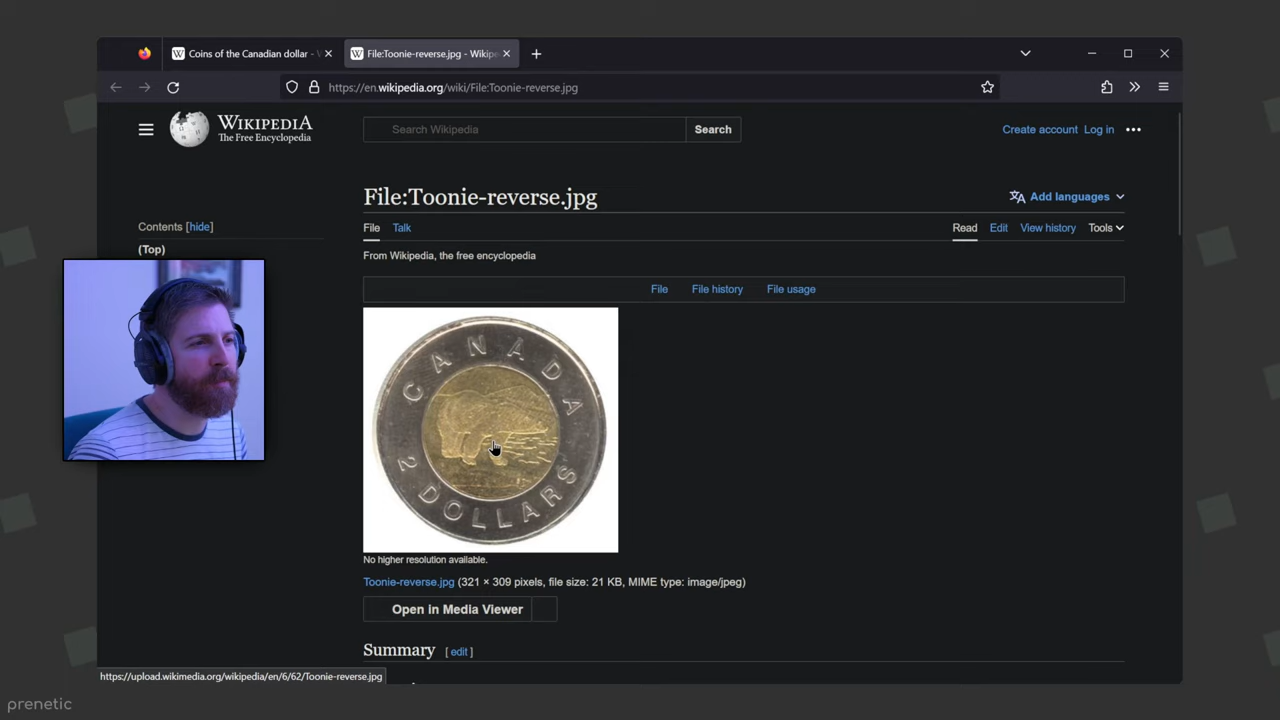 Coins of the Canadian dollar -
File:Toonie-reverse.jpg - Wikipe
https://en.wikipedia.org/wiki/File:Toonie-reverse.jpg
WIKIPEDIA
The Free Encyclopedia
Search Wikipedia
Search
Create account
Log in
File:Toonie-reverse.jpg
Add languages
Contents [hide]
(Top)
File
Talk
Read
Edit
View history
Tools
From Wikipedia, the free encyclopedia
File
File history
File usage
CANADA
2 DOLLARS
No higher resolution available.
Toonie-reverse.jpg (321 × 309 pixels, file size: 21 KB, MIME type: image/jpeg)
Open in Media Viewer
Summary [ edit ]
https://upload.wikimedia.org/wikipedia/en/6/62/Toonie-reverse.jpg
prenetic